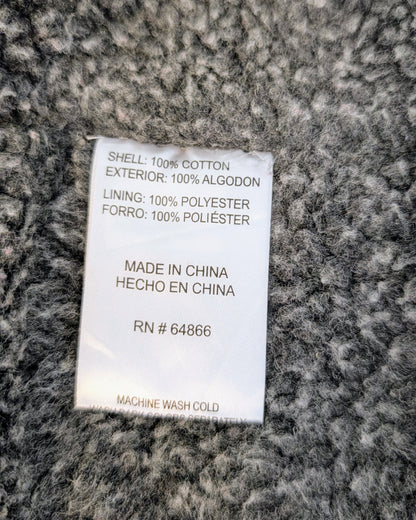 SHELL: 100% COTTON
EXTERIOR: 100% ALGODON
LINING: 100% POLYESTER
FORRO: 100% POLIÉSTER
MADE IN CHINA
HECHO EN CHINA
RN # 64866
MACHINE WASH COLD